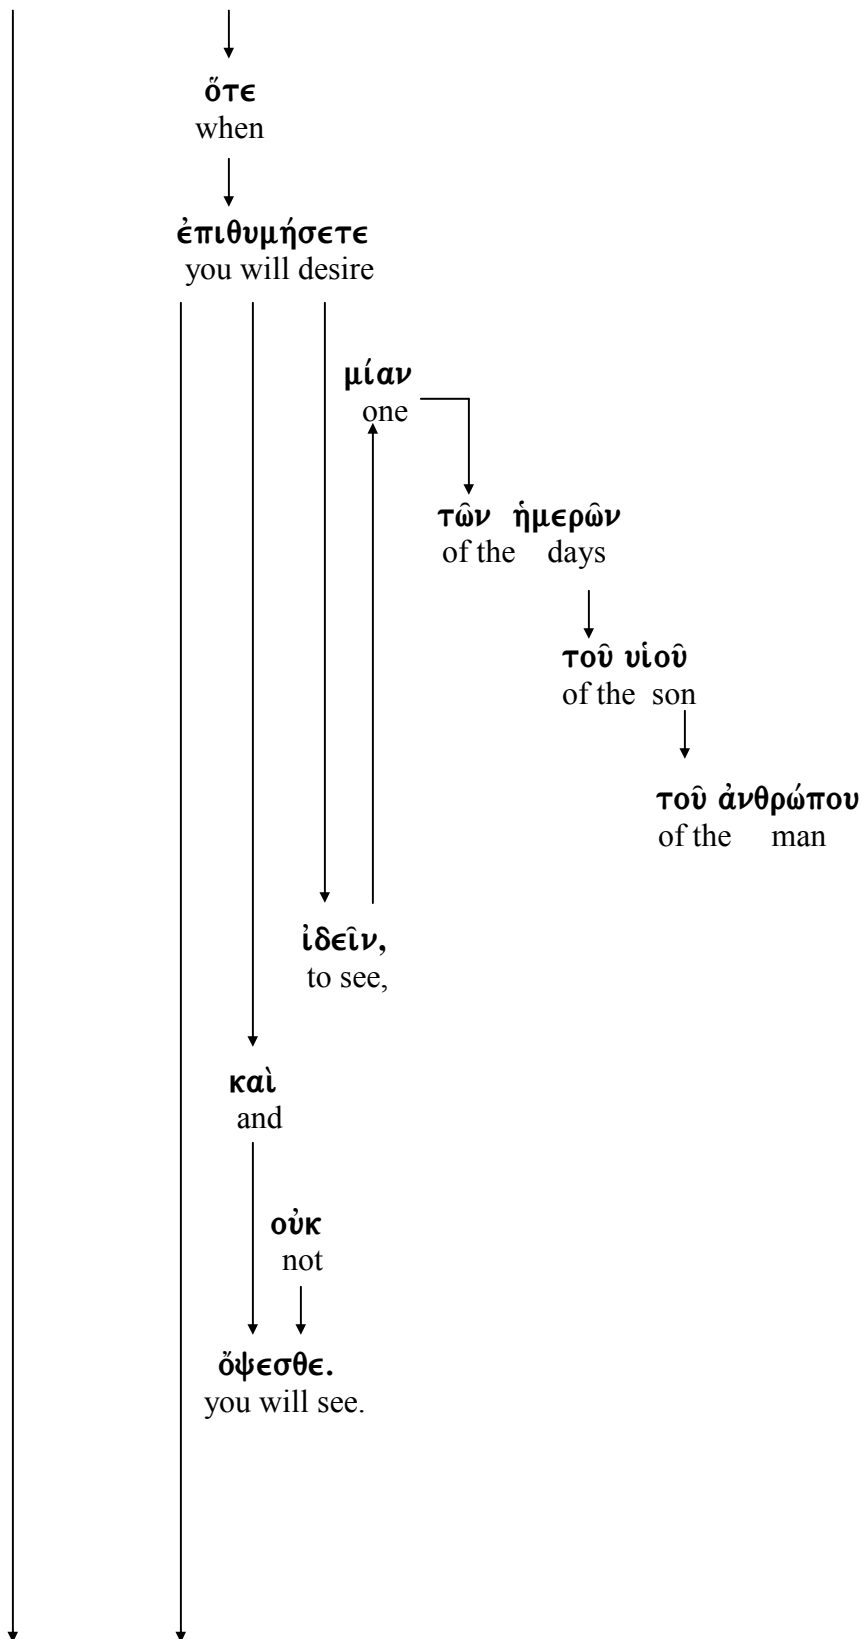 ὅτε
when
ἐπιθυμήσετε
you will desire
μίαν
one
τῶν ἡμερῶν
of the days
τοῦ υἱοῦ
of the son
τοῦ ἀνθρώπου
of the man
ἰδεῖν,
to see,
καὶ
and
οὐκ
not
ὄψεσθε.
you will see.